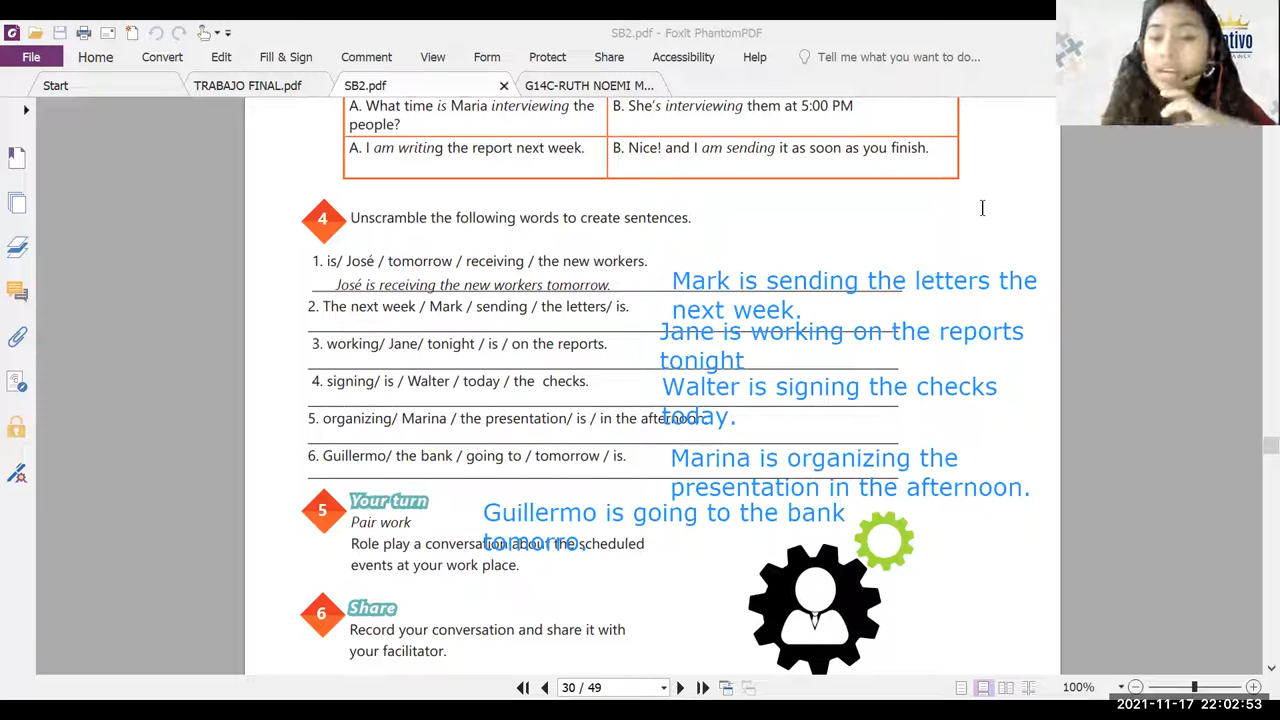 SB2.pdf - Foxit PhantomPDF
File Home Convert Edit Fill & Sign Comment View Form Protect Share Accessibility Help Tell me what you want to do...
Start TRABAJO FINAL.pdf SB2.pdf G14C-RUTH NOEMI M...
A. What time is Maria interviewing the
people?
B. She's interviewing them at 5:00 PM
A. I am writing the report next week.
B. Nice! and I am sending it as soon as you finish.
4 Unscramble the following words to create sentences.
1. is/ José / tomorrow / receiving / the new workers.
José is receiving the new workers tomorrow.
Mark is sending the letters the
next week.
2. The next week / Mark / sending / the letters/ is.
Jane is working on the reports
tonight
3. working/ Jane/ tonight / is / on the reports.
4. signing/ is / Walter / today / the checks.
Walter is signing the checks
today.
5. organizing/ Marina / the presentation/ is / in the afternoon.
6. Guillermo/ the bank / going to / tomorrow / is.
Marina is organizing the
presentation in the afternoon.
5 Your turn
Guillermo is going to the bank
tomorro.
Pair work
Role play a conversation about the scheduled
events at your work place.
6 Share
Record your conversation and share it with
your facilitator.
30 / 49
100%
2021-11-17 22:02:53